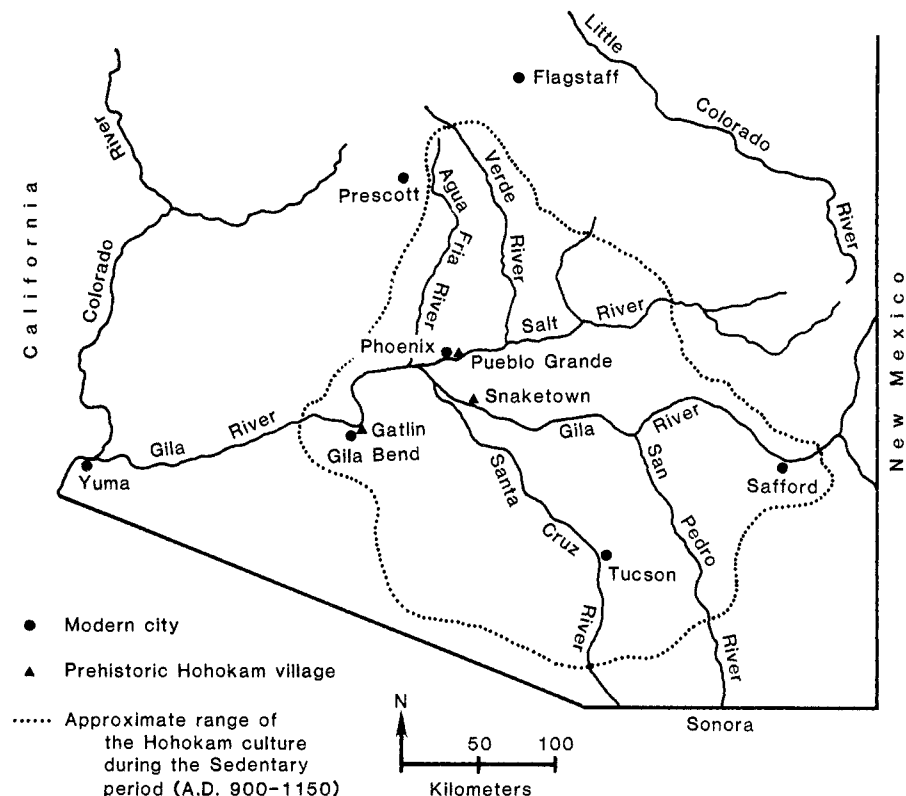 Little
Colorado
River
Flagstaff
River
Colorado
California
Prescott
Agua
Fria
River
Verde
River
New Mexico
Salt
River
Phoenix
Pueblo Grande
Snaketown
Gila
River
Gatlin
Gila Bend
Gila
River
Yuma
San
Pedro
River
Safford
Santa
Cruz
River
Tucson
Modern city
Prehistoric Hohokam village
Approximate range of
the Hohokam culture
during the Sedentary
period (A.D. 900-1150)
N
50 100
Kilometers
Sonora